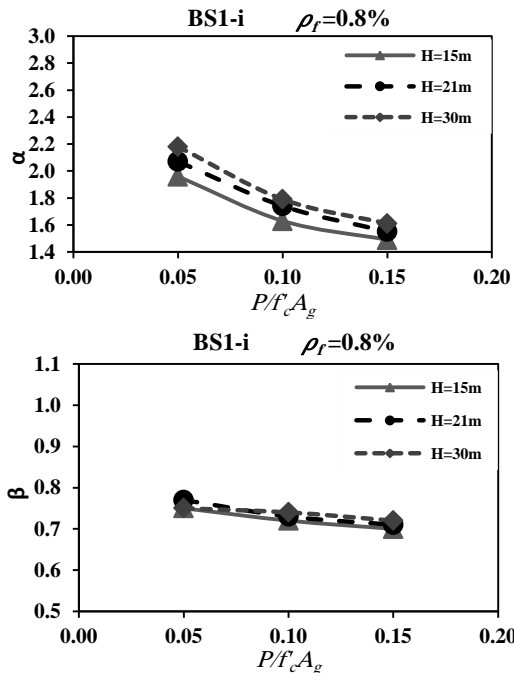 BS1-i ρf=0.8%
3.0
2.8
2.6
2.4
2.2
2.0
1.8
1.6
1.4
α
H=15m
H=21m
H=30m
0.00 0.05 0.10 0.15 0.20
P/f'cAg
BS1-i ρf=0.8%
1.1
1.0
0.9
0.8
0.7
0.6
0.5
β
H=15m
H=21m
H=30m
0.00 0.05 0.10 0.15 0.20
P/f'cAg